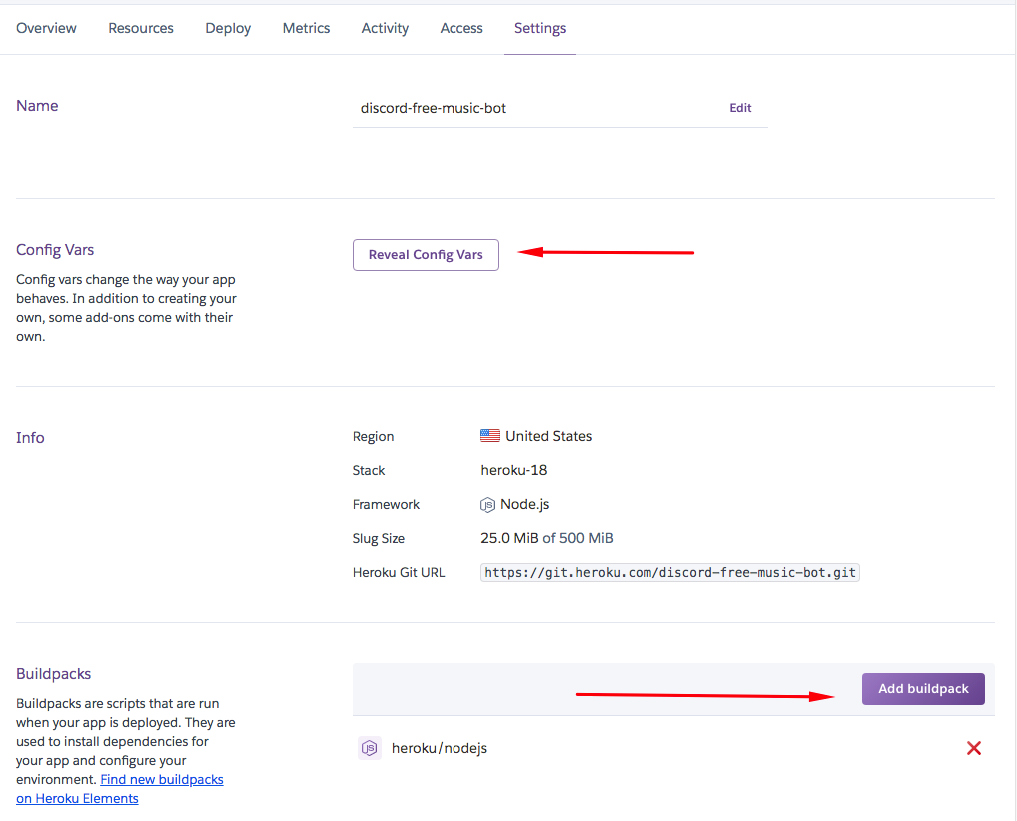 Overview Resources Deploy Metrics Activity Access Settings
Name
discord-free-music-bot Edit
Config Vars
Reveal Config Vars
Config vars change the way your app
behaves. In addition to creating your
own, some add-ons come with their
own.
Info
Region United States
Stack heroku-18
Framework Node.js
Slug Size 25.0 MiB of 500 MiB
Heroku Git URL https://git.heroku.com/discord-free-music-bot.git
Buildpacks
Buildpacks are scripts that are run
when your app is deployed. They are
used to install dependencies for
your app and configure your
environment. Find new buildpacks
on Heroku Elements
Add buildpack
JS heroku/nodejs